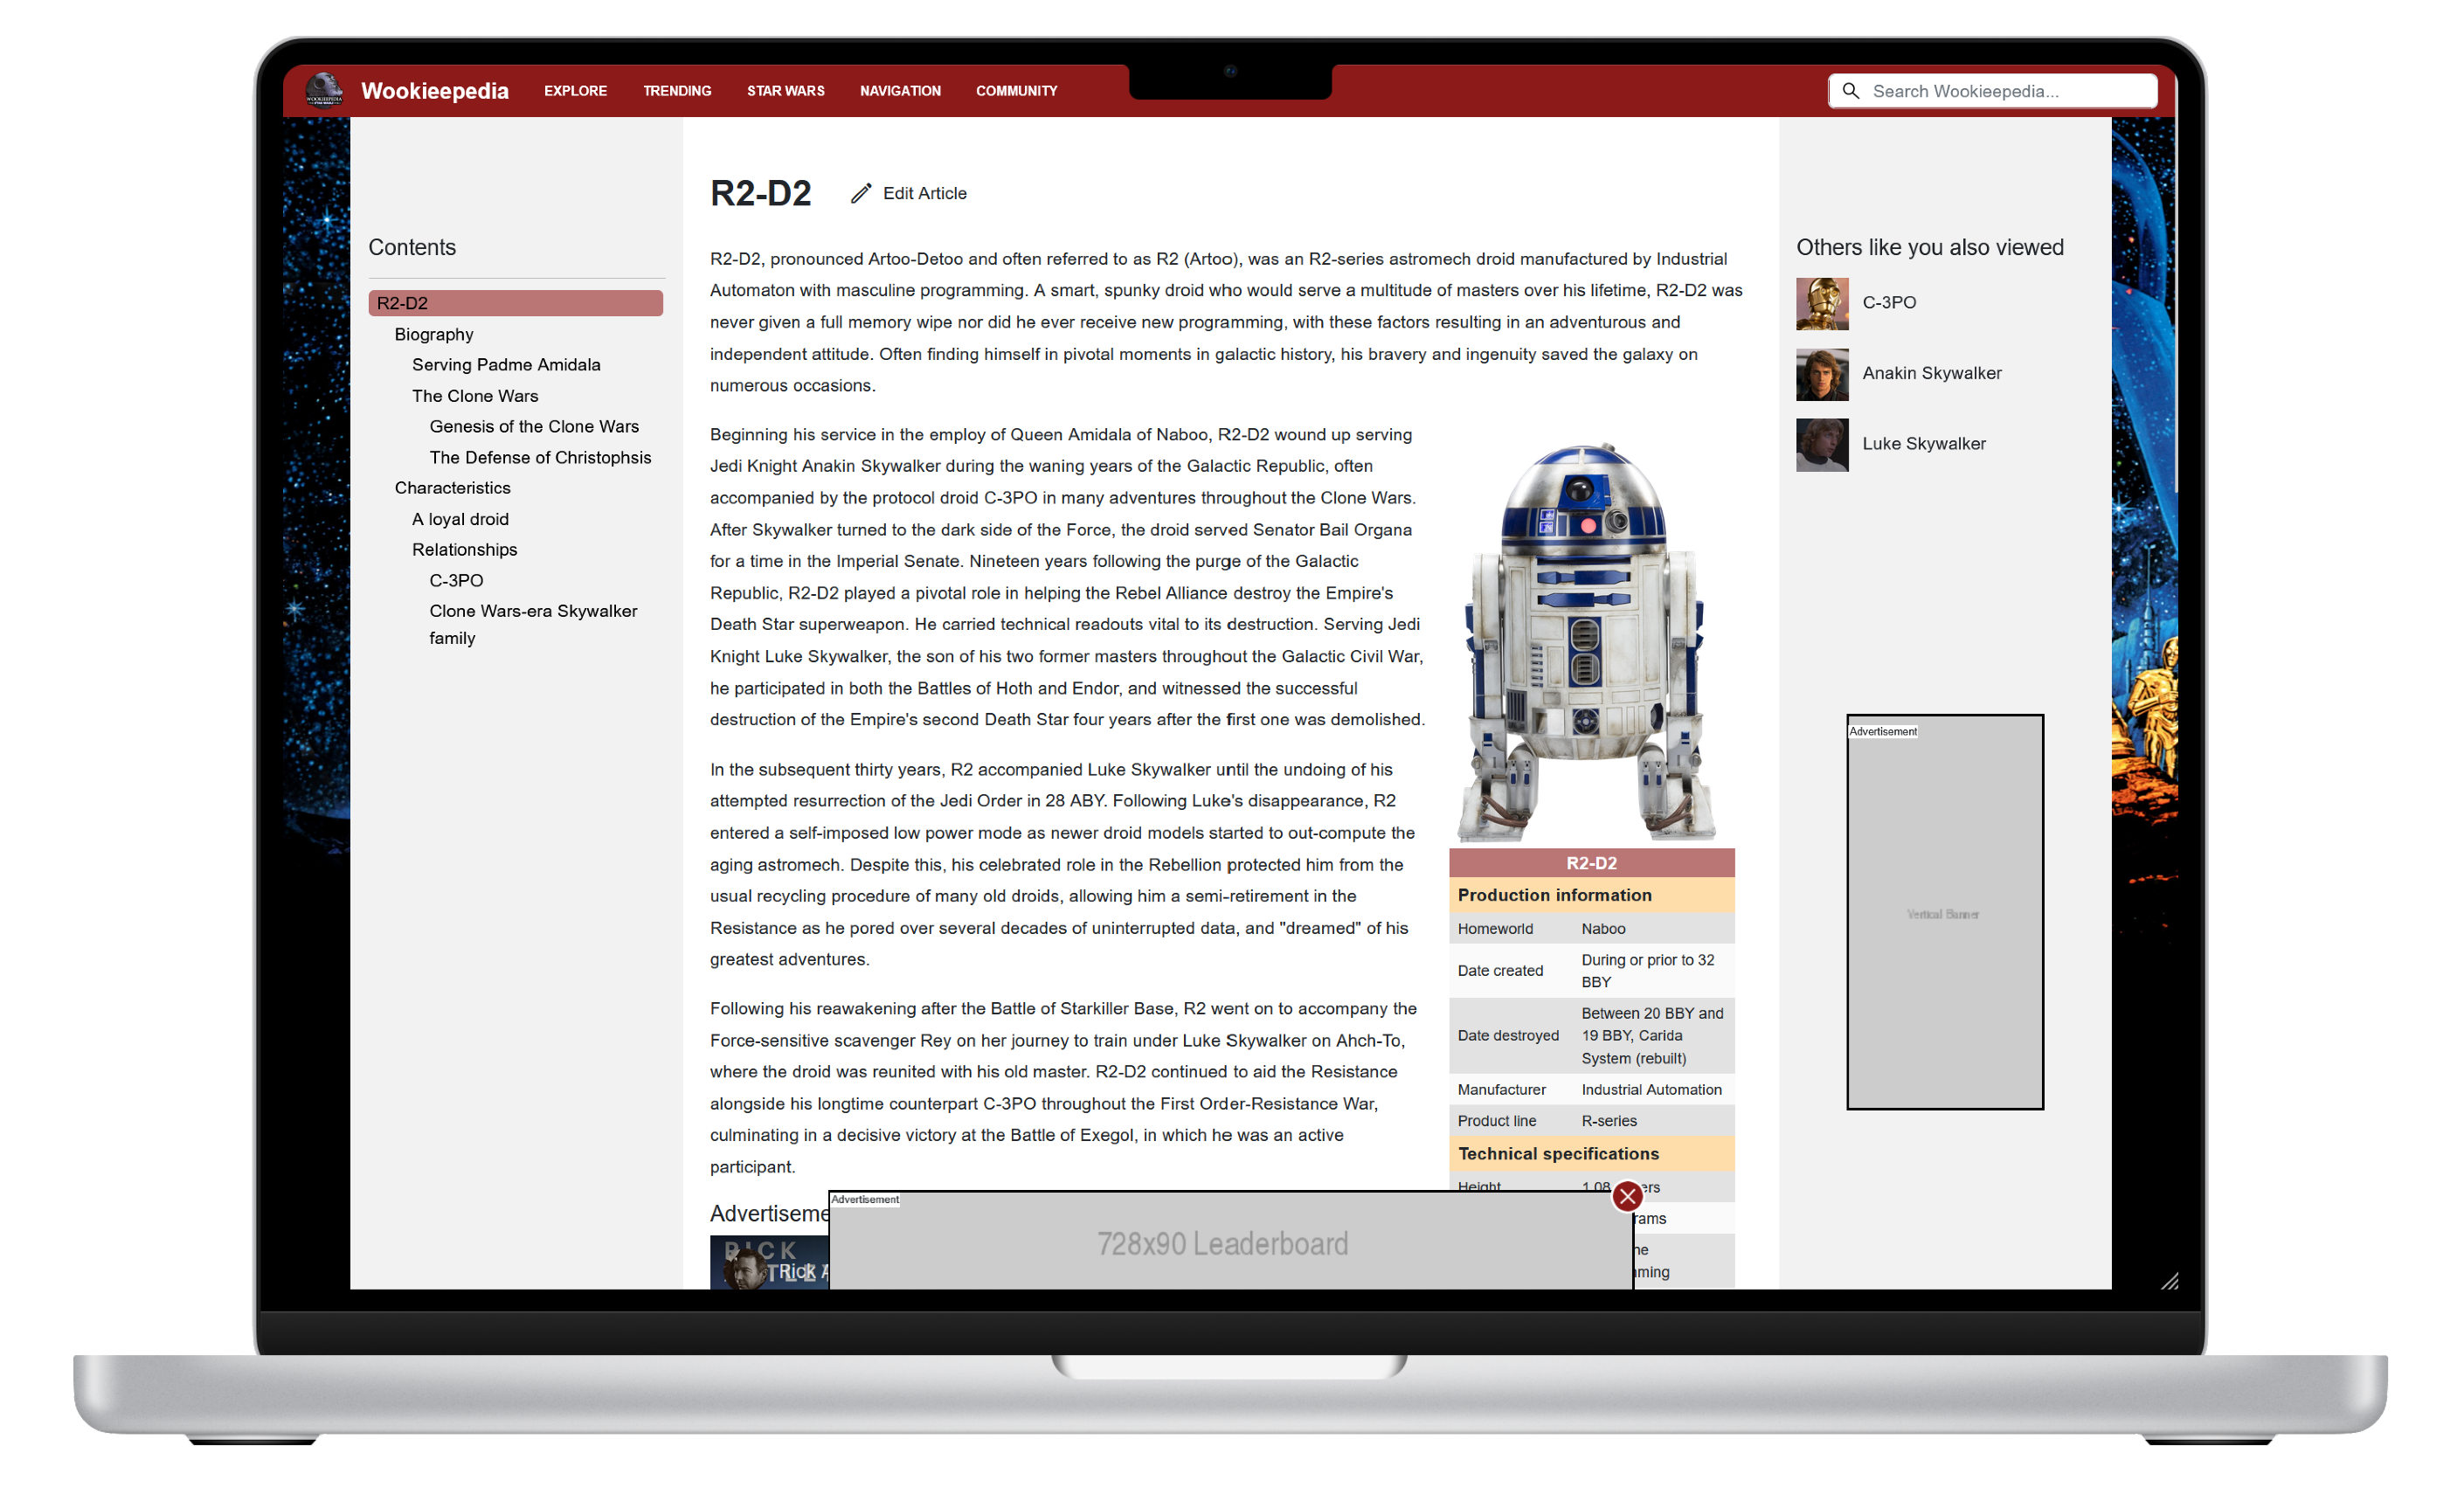 WOOKIEEPEDIA
Wookieepedia EXPLORE TRENDING STAR WARS NAVIGATION COMMUNITY Search Wookieepedia...
Contents
R2-D2
Biography
Serving Padme Amidala
The Clone Wars
Genesis of the Clone Wars
The Defense of Christophsis
Characteristics
A loyal droid
Relationships
C-3PO
Clone Wars-era Skywalker
family
R2-D2 Edit Article
R2-D2, pronounced Artoo-Detoo and often referred to as R2 (Artoo), was an R2-series astromech droid manufactured by Industrial
Automaton with masculine programming. A smart, spunky droid who would serve a multitude of masters over his lifetime, R2-D2 was
never given a full memory wipe nor did he ever receive new programming, with these factors resulting in an adventurous and
independent attitude. Often finding himself in pivotal moments in galactic history, his bravery and ingenuity saved the galaxy on
numerous occasions.
Beginning his service in the employ of Queen Amidala of Naboo, R2-D2 wound up serving
Jedi Knight Anakin Skywalker during the waning years of the Galactic Republic, often
accompanied by the protocol droid C-3PO in many adventures throughout the Clone Wars.
After Skywalker turned to the dark side of the Force, the droid served Senator Bail Organa
for a time in the Imperial Senate. Nineteen years following the purge of the Galactic
Republic, R2-D2 played a pivotal role in helping the Rebel Alliance destroy the Empire's
Death Star superweapon. He carried technical readouts vital to its destruction. Serving Jedi
Knight Luke Skywalker, the son of his two former masters throughout the Galactic Civil War,
he participated in both the Battles of Hoth and Endor, and witnessed the successful
destruction of the Empire's second Death Star four years after the first one was demolished.
In the subsequent thirty years, R2 accompanied Luke Skywalker until the undoing of his
attempted resurrection of the Jedi Order in 28 ABY. Following Luke's disappearance, R2
entered a self-imposed low power mode as newer droid models started to out-compute the
aging astromech. Despite this, his celebrated role in the Rebellion protected him from the
usual recycling procedure of many old droids, allowing him a semi-retirement in the
Resistance as he pored over several decades of uninterrupted data, and "dreamed" of his
greatest adventures.
Following his reawakening after the Battle of Starkiller Base, R2 went on to accompany the
Force-sensitive scavenger Rey on her journey to train under Luke Skywalker on Ahch-To,
where the droid was reunited with his old master. R2-D2 continued to aid the Resistance
alongside his longtime counterpart C-3PO throughout the First Order-Resistance War,
culminating in a decisive victory at the Battle of Exegol, in which he was an active
participant.
Advertiseme
RICK
Rick A
R2-D2
Production information
Homeworld Naboo
Date created During or prior to 32
BBY
Date destroyed Between 20 BBY and
19 BBY, Carida
System (rebuilt)
Manufacturer Industrial Automation
Product line R-series
Technical specifications
Height 1.08 ers
rams
ne
ming
Advertisement
728x90 Leaderboard
Others like you also viewed
C-3PO
Anakin Skywalker
Luke Skywalker
Advertisement
Vertical Banner